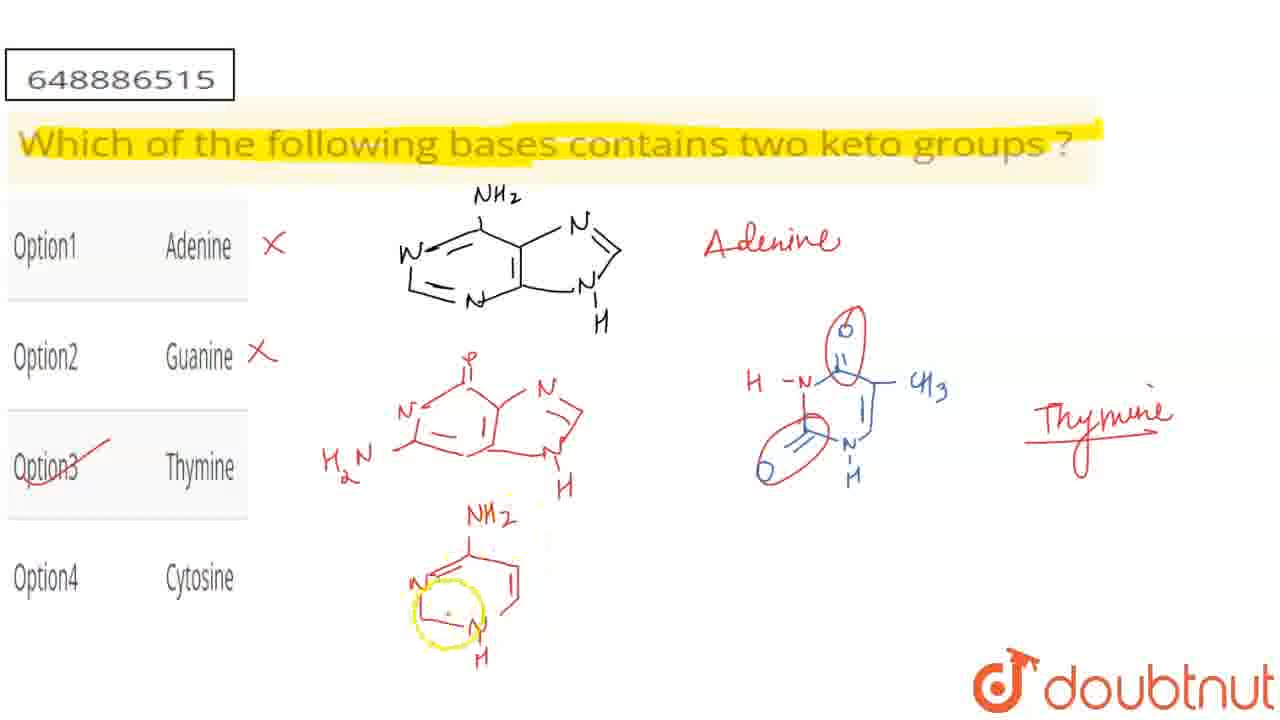 648886515
Which of the following bases contains two keto groups ?
NH2
Option1 Adenine X
N N
Adenine
N N
H
O
Option2 Guanine X
O
N N
H -N CH3
Thymine
H2N N
O N
H
H
Option3 Thymine
NH2
N
Option4 Cytosine
N
H
doubtnut